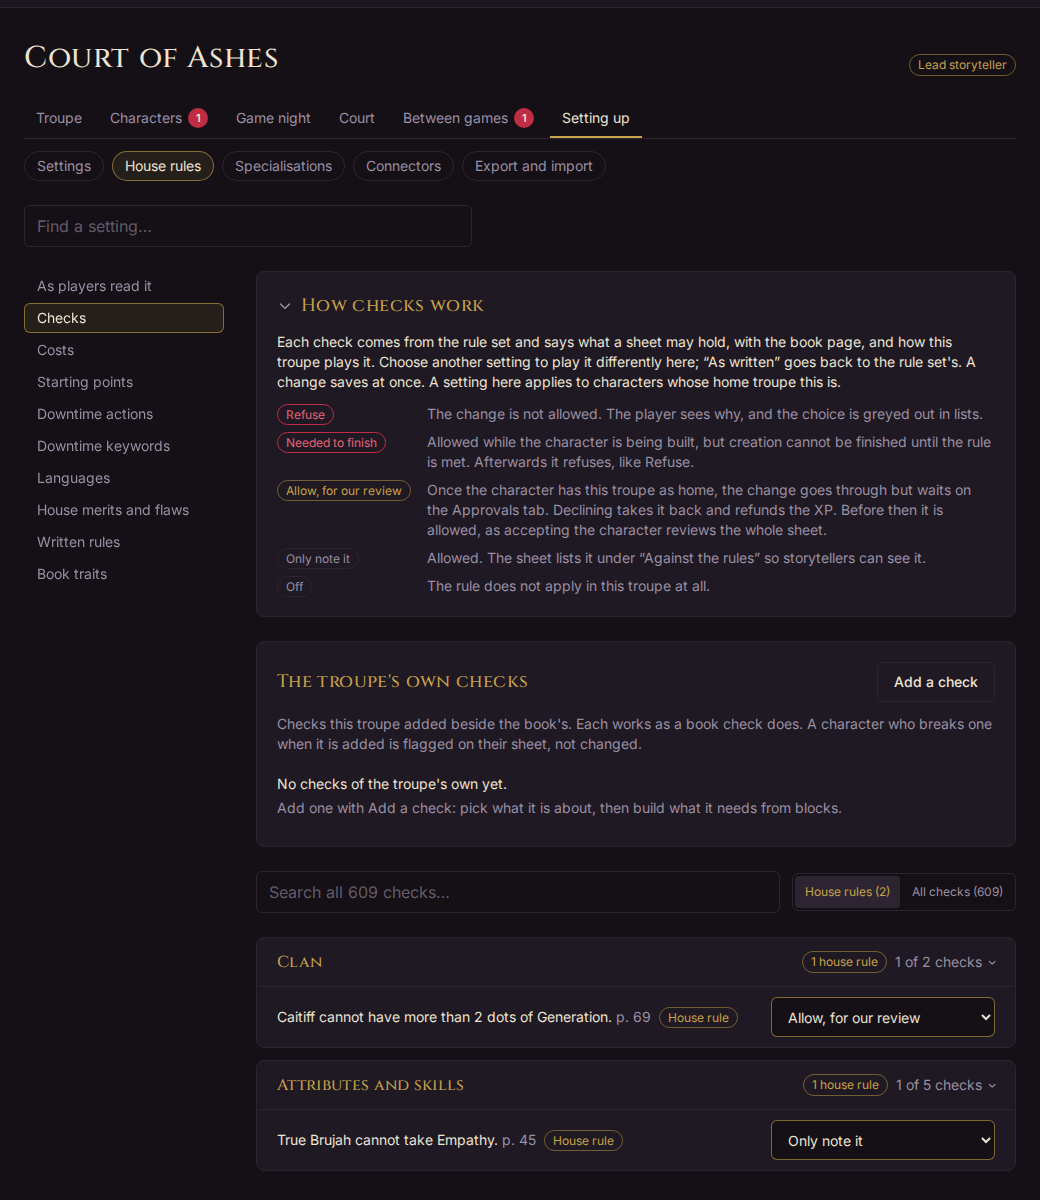 Court of Ashes
Lead storyteller
Troupe
Characters 1
Game night
Court
Between games 1
Setting up
Settings
House rules
Specialisations
Connectors
Export and import
Find a setting...
As players read it
Checks
Costs
Starting points
Downtime actions
Downtime keywords
Languages
House merits and flaws
Written rules
Book traits
How checks work
Each check comes from the rule set and says what a sheet may hold, with the book page, and how this
troupe plays it. Choose another setting to play it differently here; “As written” goes back to the rule set's. A
change saves at once. A setting here applies to characters whose home troupe this is.
Refuse
The change is not allowed. The player sees why, and the choice is greyed out in lists.
Needed to finish
Allowed while the character is being built, but creation cannot be finished until the rule
is met. Afterwards it refuses, like Refuse.
Allow, for our review
Once the character has this troupe as home, the change goes through but waits on
the Approvals tab. Declining takes it back and refunds the XP. Before then it is
allowed, as accepting the character reviews the whole sheet.
Only note it
Allowed. The sheet lists it under “Against the rules” so storytellers can see it.
Off
The rule does not apply in this troupe at all.
The troupe's own checks
Add a check
Checks this troupe added beside the book's. Each works as a book check does. A character who breaks one
when it is added is flagged on their sheet, not changed.
No checks of the troupe's own yet.
Add one with Add a check: pick what it is about, then build what it needs from blocks.
Search all 609 checks...
House rules (2)
All checks (609)
Clan
1 house rule
1 of 2 checks
Caitiff cannot have more than 2 dots of Generation. p. 69
House rule
Allow, for our review
Attributes and skills
1 house rule
1 of 5 checks
True Brujah cannot take Empathy. p. 45
House rule
Only note it